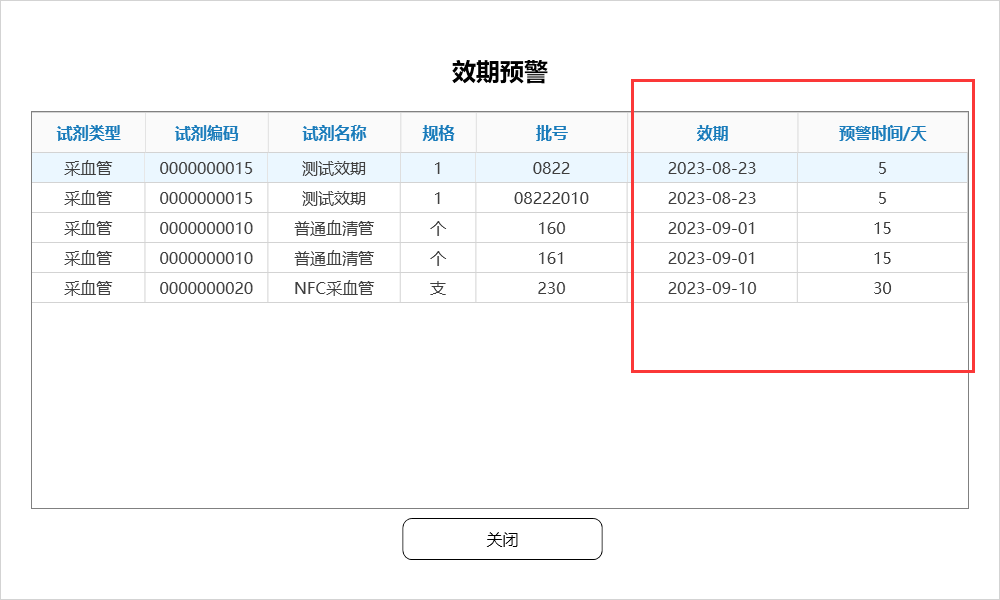 效期预警
试剂类型 试剂编码 试剂名称 规格 批号 效期 预警时间/天
采血管 0000000015 测试效期 1 0822 2023-08-23 5
采血管 0000000015 测试效期 1 08222010 2023-08-23 5
采血管 0000000010 普通血清管 个 160 2023-09-01 15
采血管 0000000010 普通血清管 个 161 2023-09-01 15
采血管 0000000020 NFC采血管 支 230 2023-09-10 30
关闭